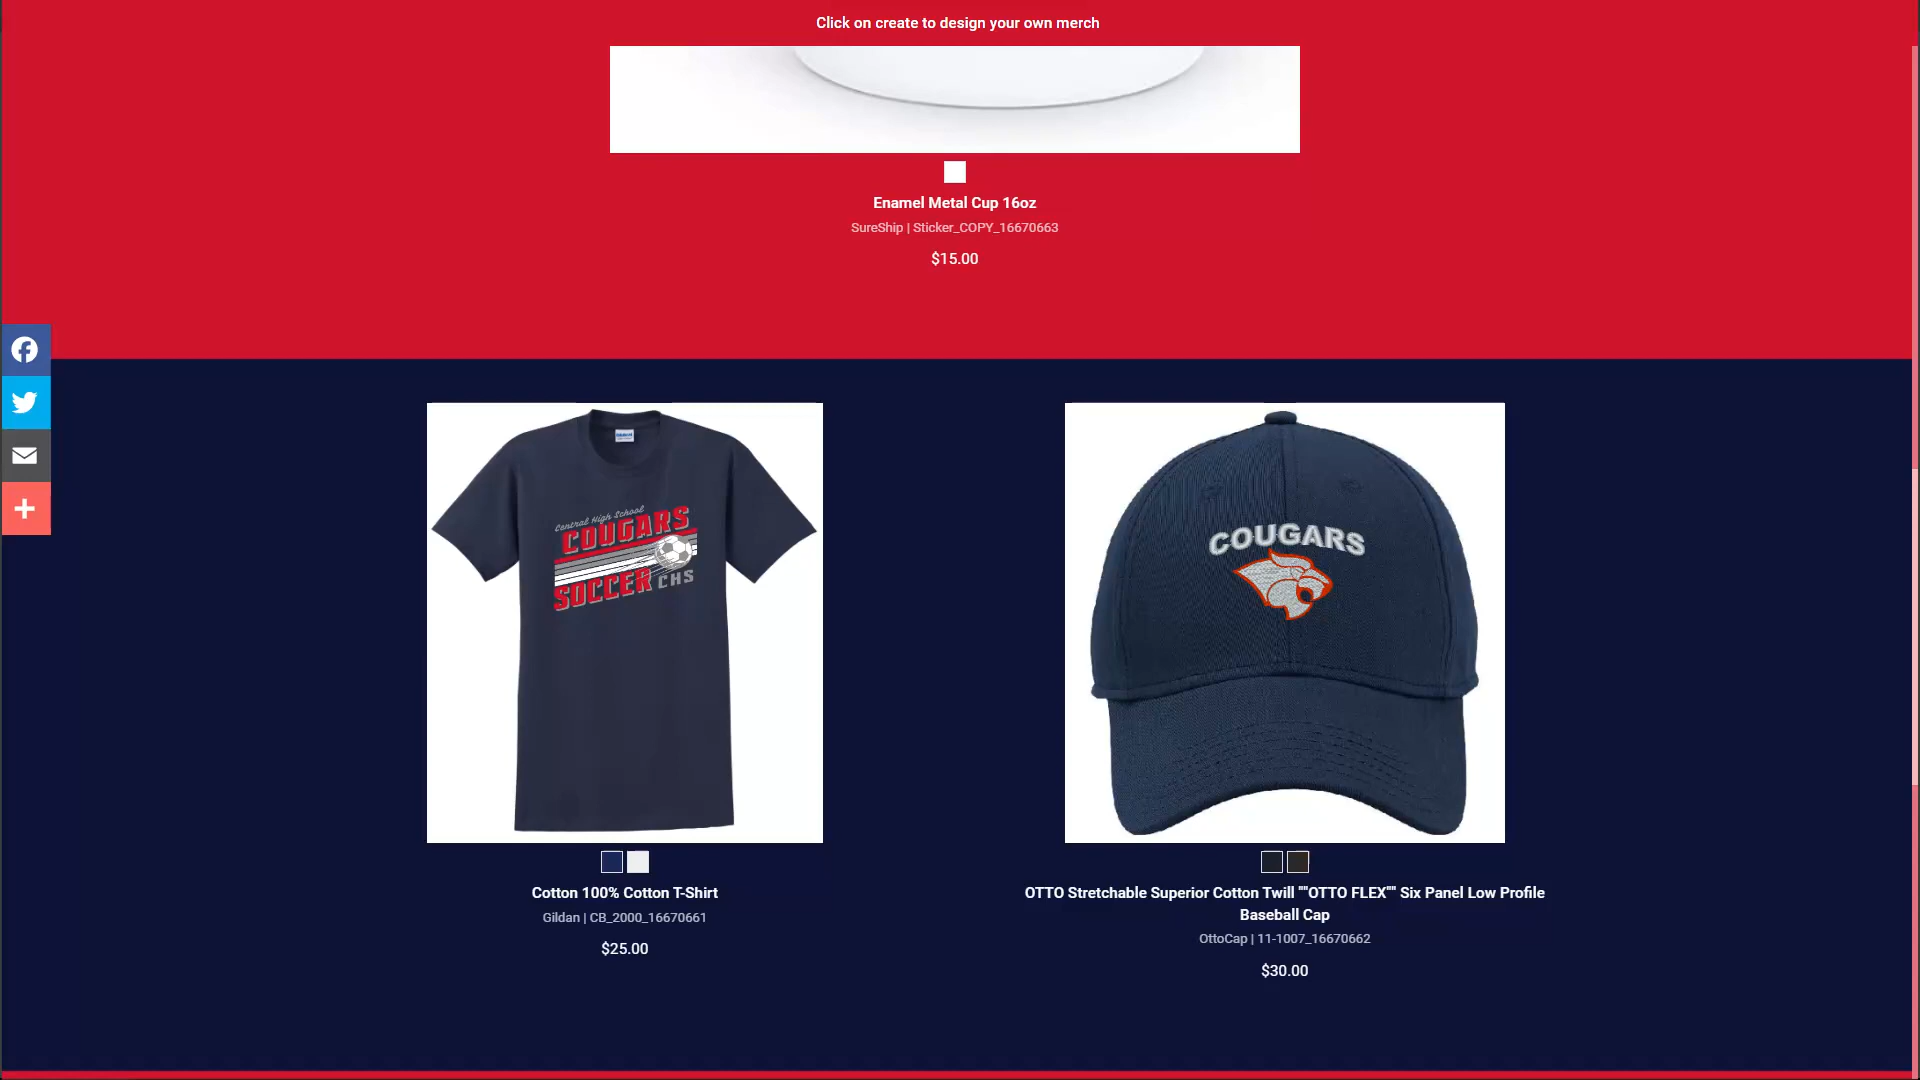 Click on create to design your own merch
Enamel Metal Cup 16oz
SureShip | Sticker_COPY_16670663
$15.00
Central High School
COUGARS
SOCCER CHS
COUGARS
Cotton 100% Cotton T-Shirt
Gildan | CB_2000_16670661
$25.00
OTTO Stretchable Superior Cotton Twill ""OTTO FLEX"" Six Panel Low Profile
Baseball Cap
OttoCap | 11-1007_16670662
$30.00